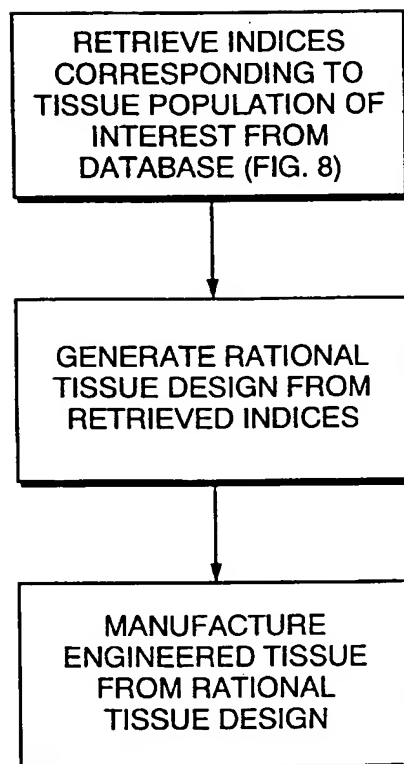 RETRIEVE INDICES
CORRESPONDING TO
TISSUE POPULATION OF
INTEREST FROM
DATABASE (FIG. 8)
GENERATE RATIONAL
TISSUE DESIGN FROM
RETRIEVED INDICES
MANUFACTURE
ENGINEERED TISSUE
FROM RATIONAL
TISSUE DESIGN